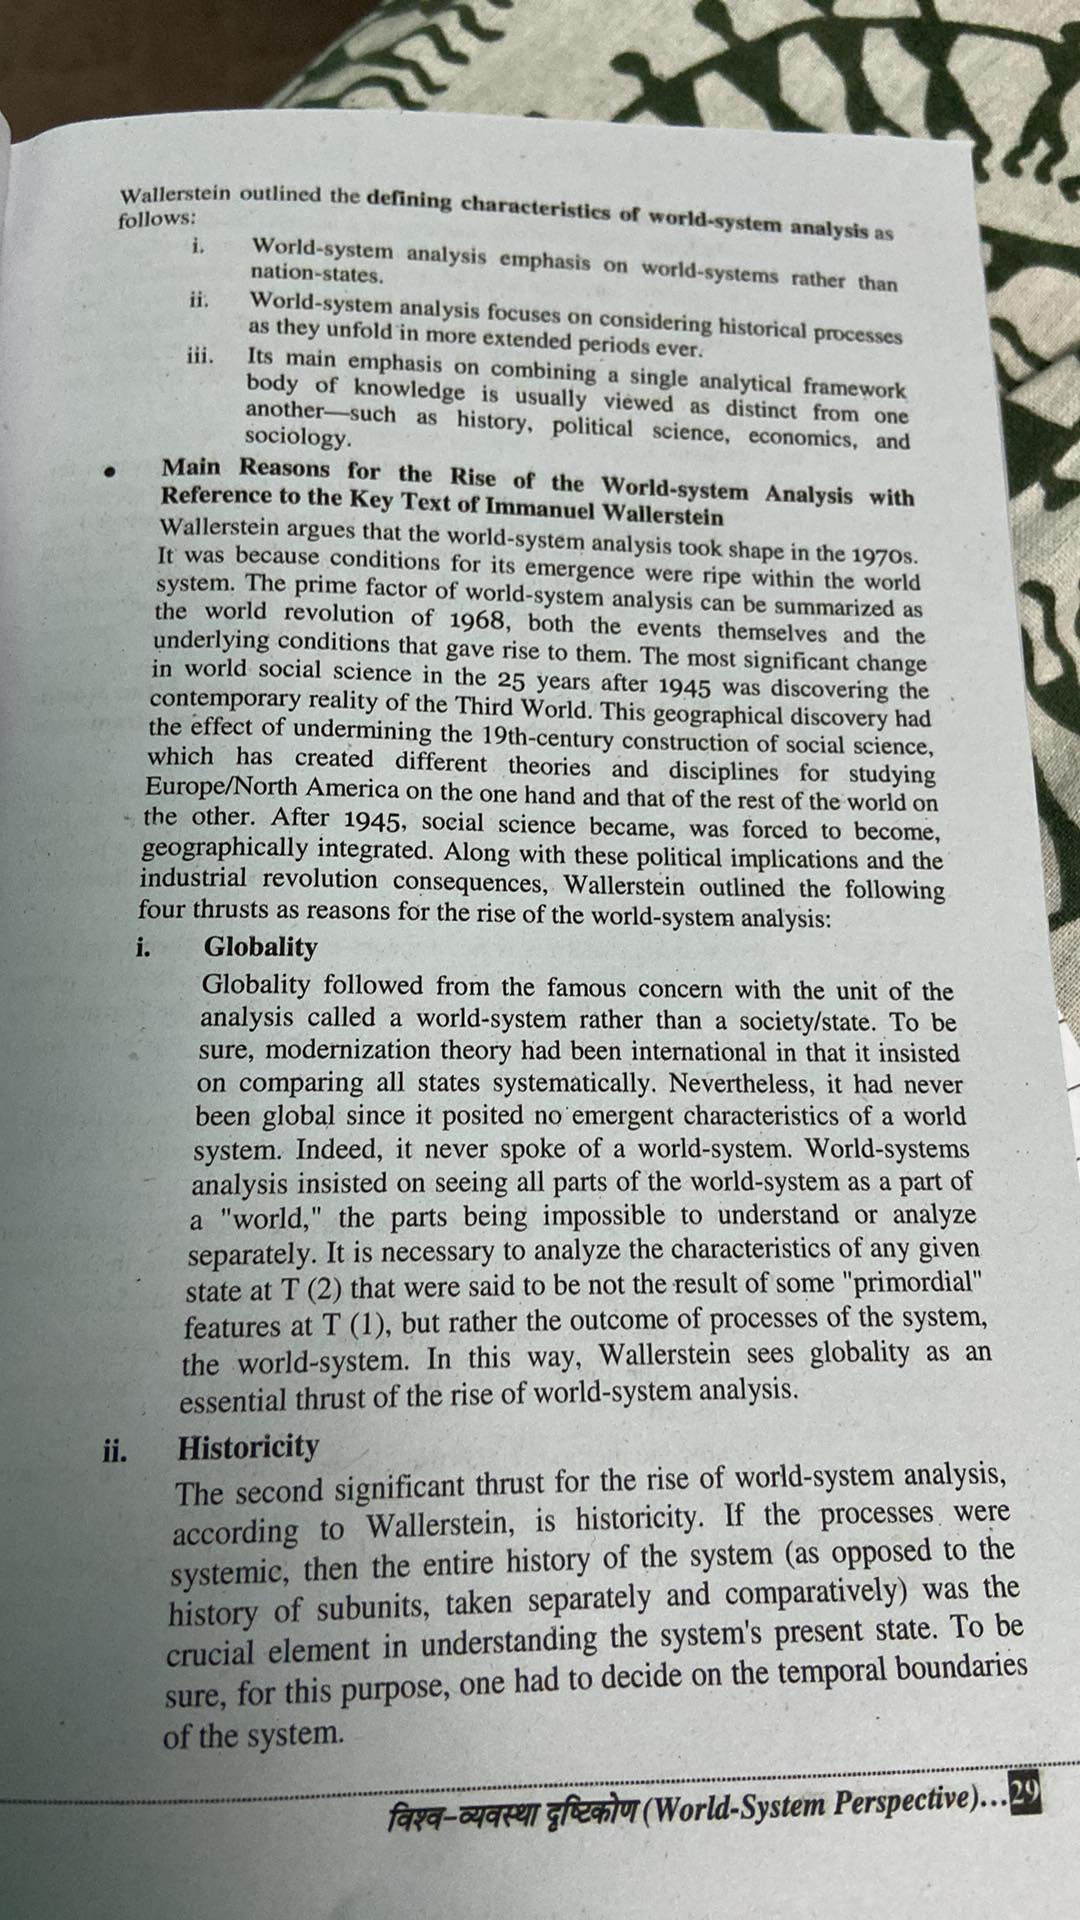 Wallerstein outlined the defining characteristics of world-system analysis as
follows:
i. World-system analysis emphasis on world-systems rather than
nation-states.
ii. World-system analysis focuses on considering historical processes
as they unfold in more extended periods ever.
iii. Its main emphasis on combining a single analytical framework
body of knowledge is usually viewed as distinct from one
another—such as history, political science, economics, and
sociology.
• Main Reasons for the Rise of the World-system Analysis with
Reference to the Key Text of Immanuel Wallerstein
Wallerstein argues that the world-system analysis took shape in the 1970s.
It was because conditions for its emergence were ripe within the world
system. The prime factor of world-system analysis can be summarized as
the world revolution of 1968, both the events themselves and the
underlying conditions that gave rise to them. The most significant change
in world social science in the 25 years after 1945 was discovering the
contemporary reality of the Third World. This geographical discovery had
the effect of undermining the 19th-century construction of social science,
which has created different theories and disciplines for studying
Europe/North America on the one hand and that of the rest of the world on
the other. After 1945, social science became, was forced to become,
geographically integrated. Along with these political implications and the
industrial revolution consequences, Wallerstein outlined the following
four thrusts as reasons for the rise of the world-system analysis:
i. Globality
Globality followed from the famous concern with the unit of the
analysis called a world-system rather than a society/state. To be
sure, modernization theory had been international in that it insisted
on comparing all states systematically. Nevertheless, it had never
been global since it posited no emergent characteristics of a world
system. Indeed, it never spoke of a world-system. World-systems
analysis insisted on seeing all parts of the world-system as a part of
a "world," the parts being impossible to understand or analyze
separately. It is necessary to analyze the characteristics of any given
state at T (2) that were said to be not the result of some "primordial"
features at T (1), but rather the outcome of processes of the system,
the world-system. In this way, Wallerstein sees globality as an
essential thrust of the rise of world-system analysis.
ii. Historicity
The second significant thrust for the rise of world-system analysis,
according to Wallerstein, is historicity. If the processes were
systemic, then the entire history of the system (as opposed to the
history of subunits, taken separately and comparatively) was the
crucial element in understanding the system's present state. To be
sure, for this purpose, one had to decide on the temporal boundaries
of the system.
विश्व-व्यवस्था दृष्टिकोण (World-System Perspective)...29